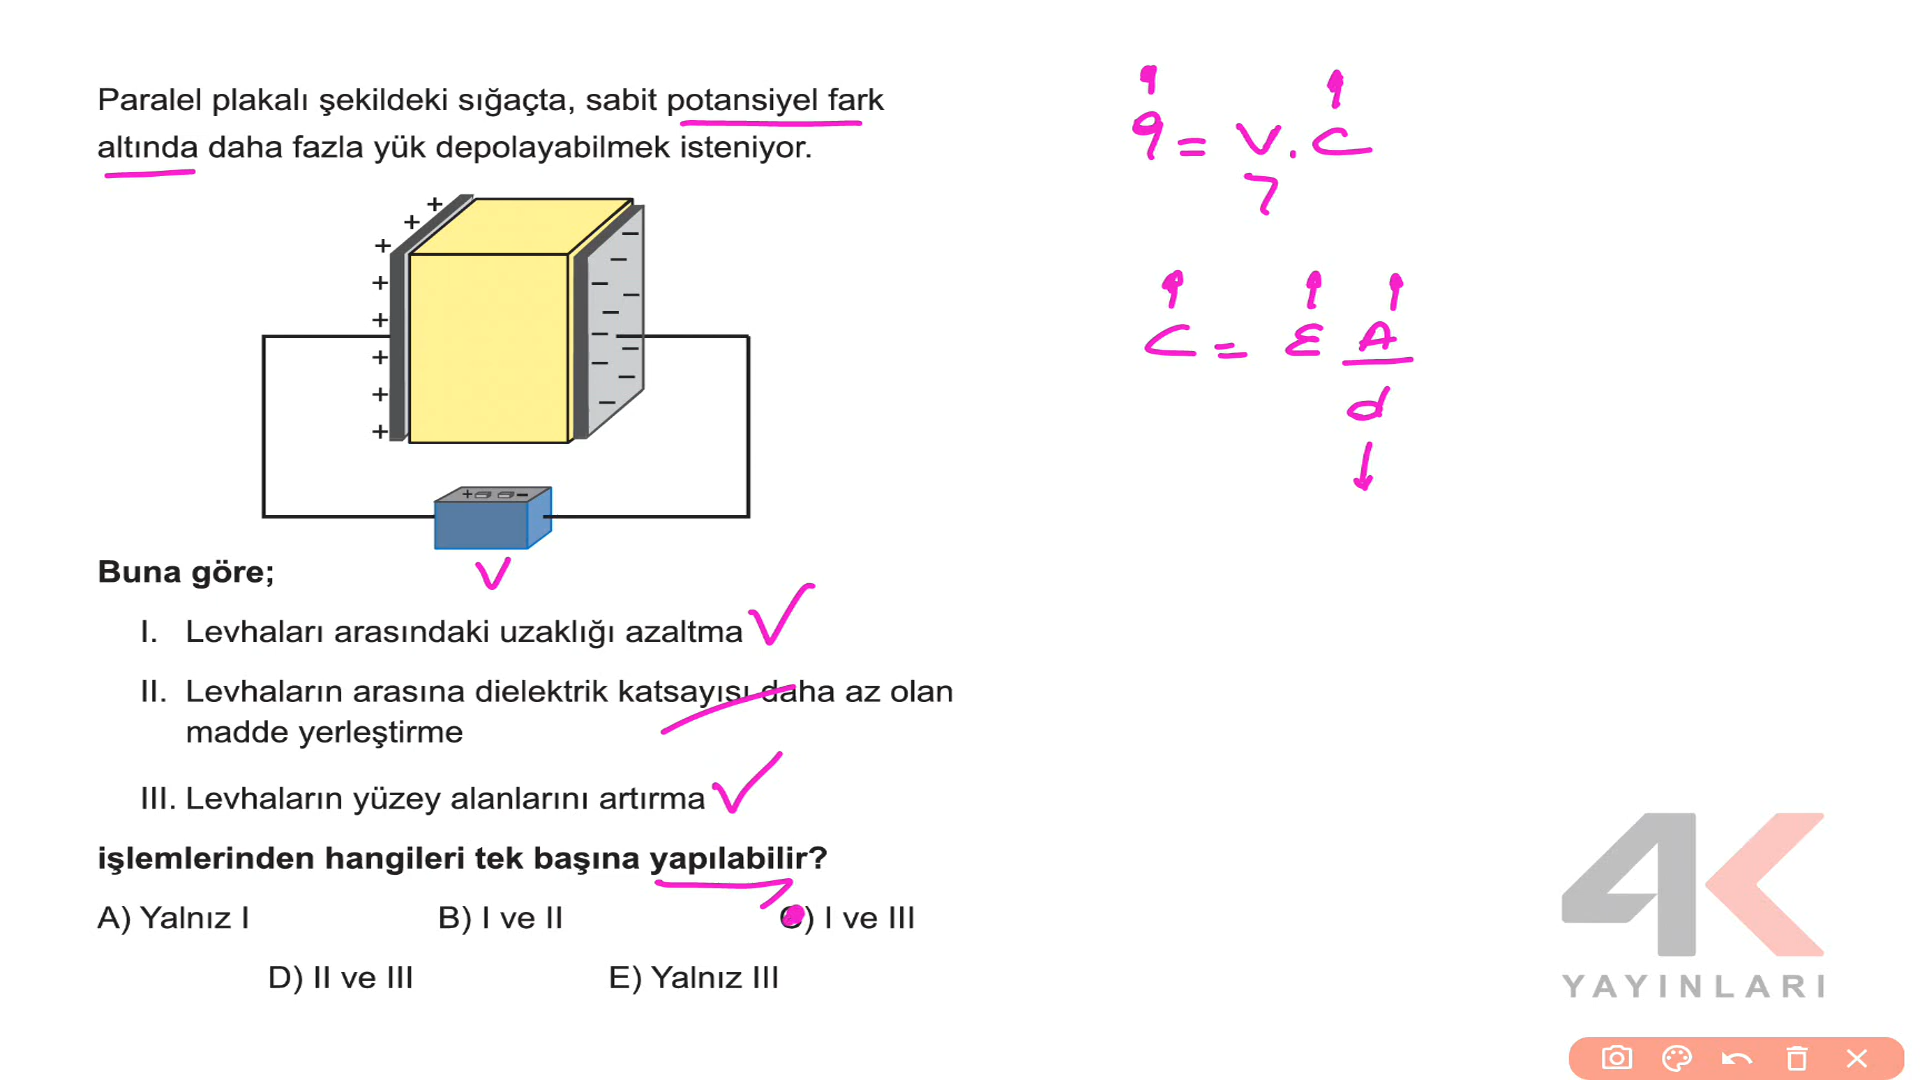 Paralel plakalı şekildeki sığaçta, sabit potansiyel fark
altında daha fazla yük depolayabilmek isteniyor.
q = V . C
C = ε A
d
V
Buna göre;
I. Levhaları arasındaki uzaklığı azaltma
II. Levhaların arasına dielektrik katsayısı daha az olan
madde yerleştirme
III. Levhaların yüzey alanlarını artırma
işlemlerinden hangileri tek başına yapılabilir?
A) Yalnız I B) I ve II C) I ve III
D) II ve III E) Yalnız III
4K
YAYINLARI